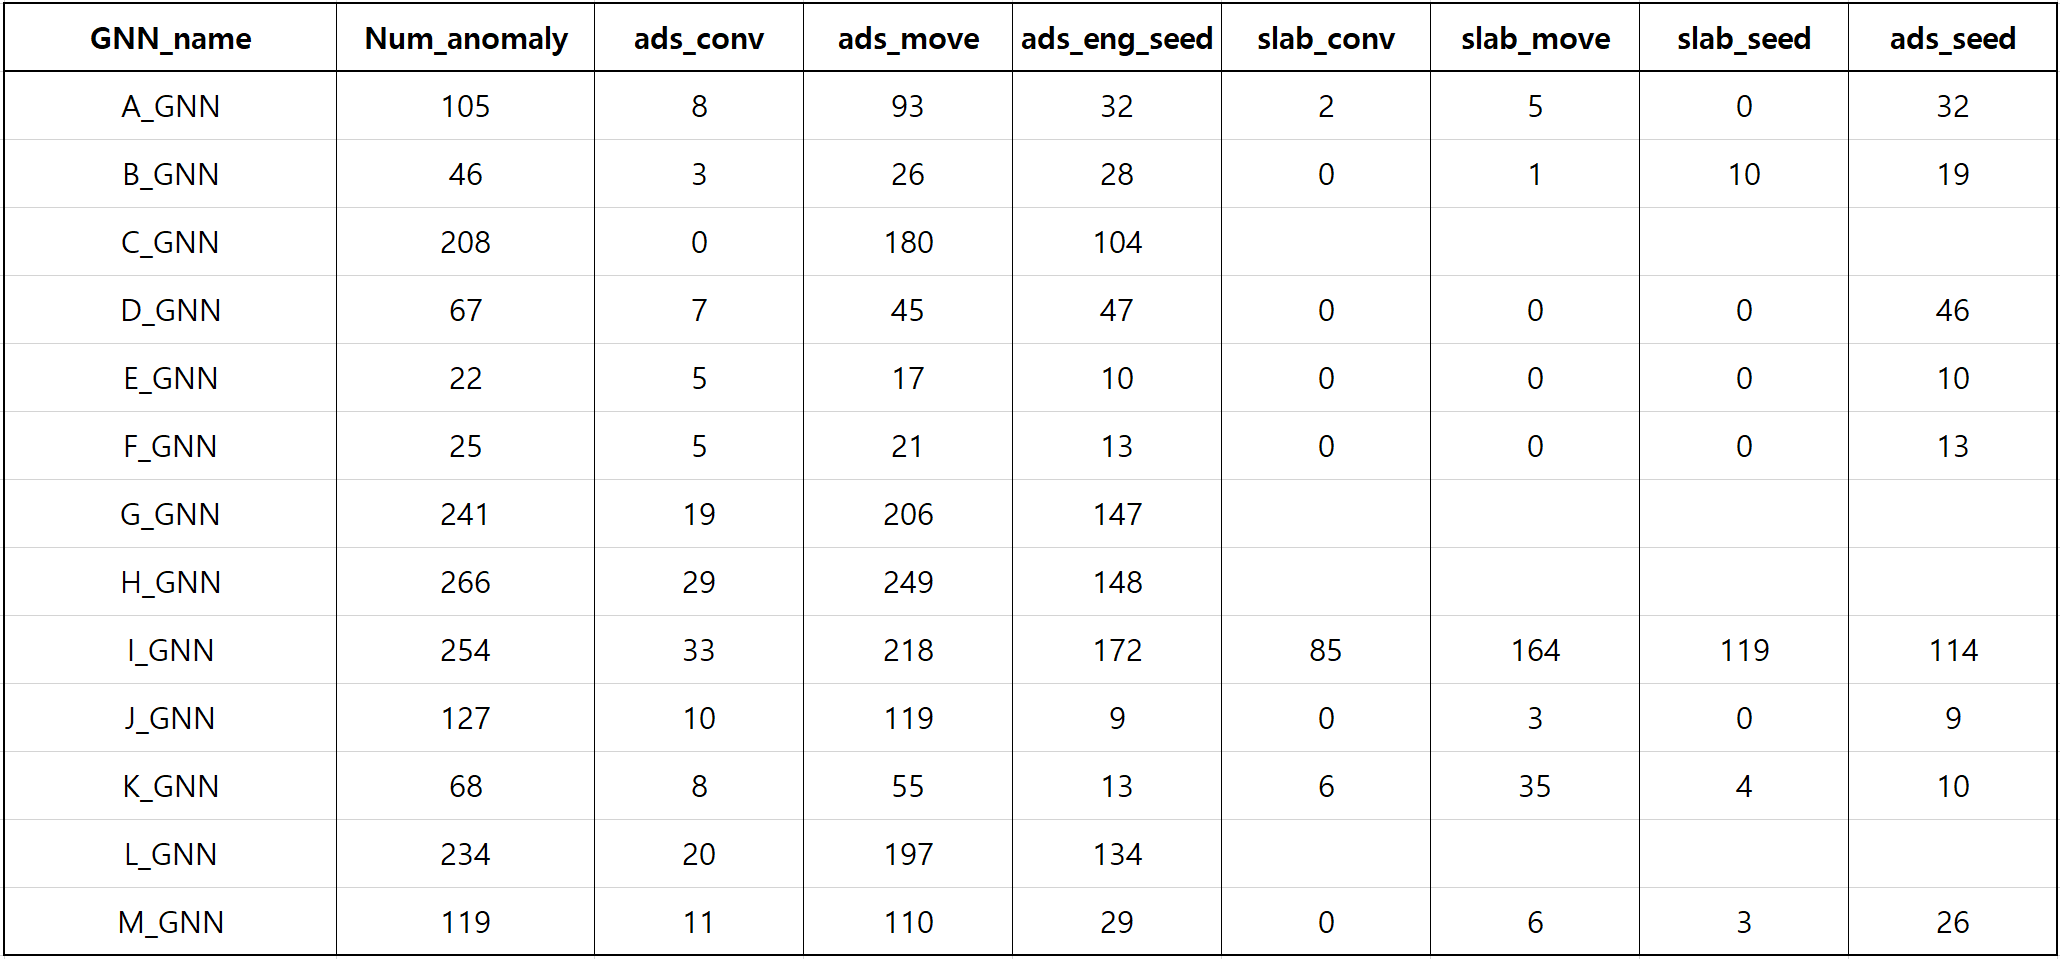 GNN_name Num_anomaly ads_conv ads_move ads_eng_seed slab_conv slab_move slab_seed ads_seed
A_GNN 105 8 93 32 2 5 0 32
B_GNN 46 3 26 28 0 1 10 19
C_GNN 208 0 180 104
D_GNN 67 7 45 47 0 0 0 46
E_GNN 22 5 17 10 0 0 0 10
F_GNN 25 5 21 13 0 0 0 13
G_GNN 241 19 206 147
H_GNN 266 29 249 148
I_GNN 254 33 218 172 85 164 119 114
J_GNN 127 10 119 9 0 3 0 9
K_GNN 68 8 55 13 6 35 4 10
L_GNN 234 20 197 134
M_GNN 119 11 110 29 0 6 3 26